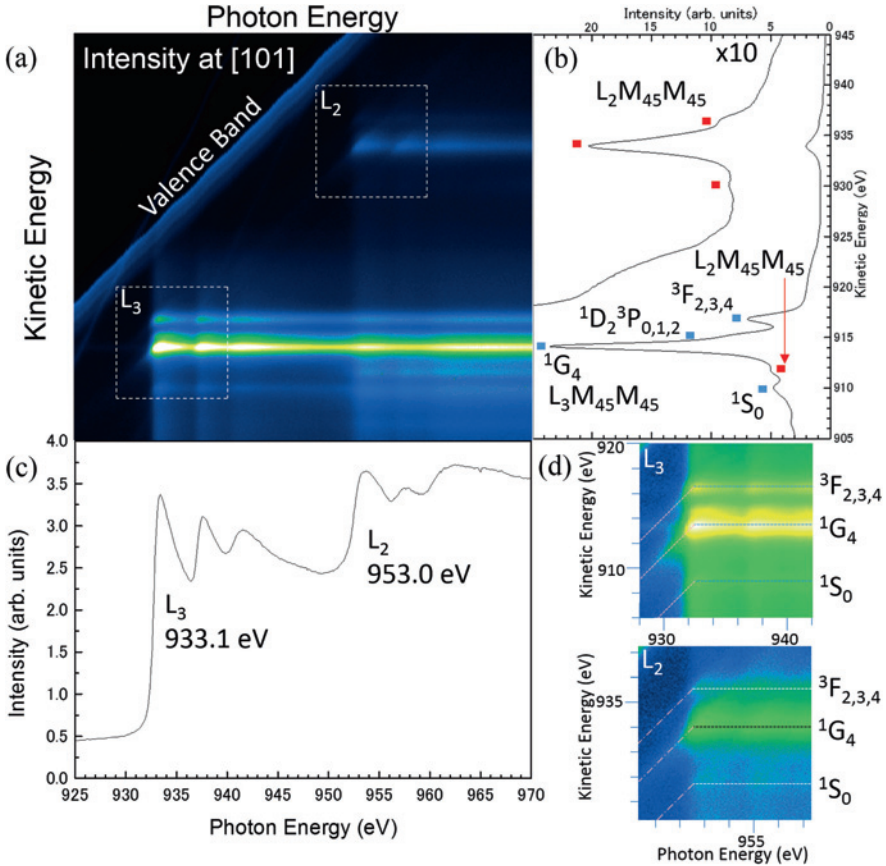 Photon Energy
(a)
Intensity at [101]
L2
Valence Band
L3
Kinetic Energy
Intensity (arb. units)
20 15 10 5 0
(b)
x10
L2M45M45
945
940
935
930
925
920
915
910
905
Kinetic Energy (eV)
L2M45M45
3F2,3,4
1D2 3P0,1,2
1G4
L3M45M45
1S0
(c)
4.0
3.5
3.0
2.5
2.0
1.5
1.0
0.5
0.0
Intensity (arb. units)
L3
933.1 eV
L2
953.0 eV
925 930 935 940 945 950 955 960 965 970
Photon Energy (eV)
(d)
L3
920
910
Kinetic Energy (eV)
3F2,3,4
1G4
1S0
930 940
L2
935
Kinetic Energy (eV)
3F2,3,4
1G4
1S0
955
Photon Energy (eV)